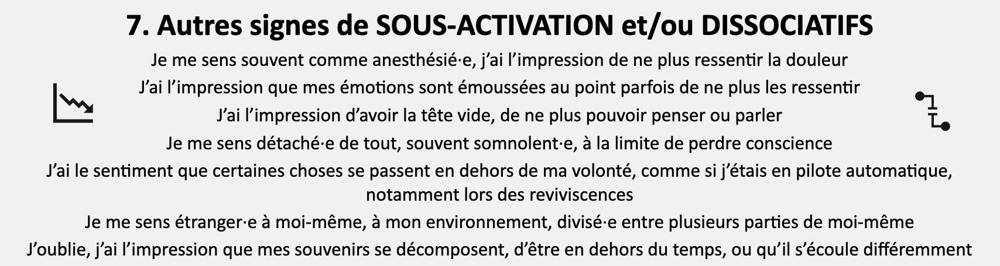 7. Autres signes de SOUS-ACTIVATION et/ou DISSOCIATIFS
Je me sens souvent comme anesthésié·e, j’ai l’impression de ne plus ressentir la douleur
J’ai l’impression que mes émotions sont émoussées au point parfois de ne plus les ressentir
J’ai l’impression d’avoir la tête vide, de ne plus pouvoir penser ou parler
Je me sens détaché·e de tout, souvent somnolent·e, à la limite de perdre conscience
J’ai le sentiment que certaines choses se passent en dehors de ma volonté, comme si j’étais en pilote automatique,
notamment lors des reviviscences
Je me sens étranger·e à moi-même, à mon environnement, divisé·e entre plusieurs parties de moi-même
J’oublie, j’ai l’impression que mes souvenirs se décomposent, d’être en dehors du temps, ou qu’il s’écoule différemment